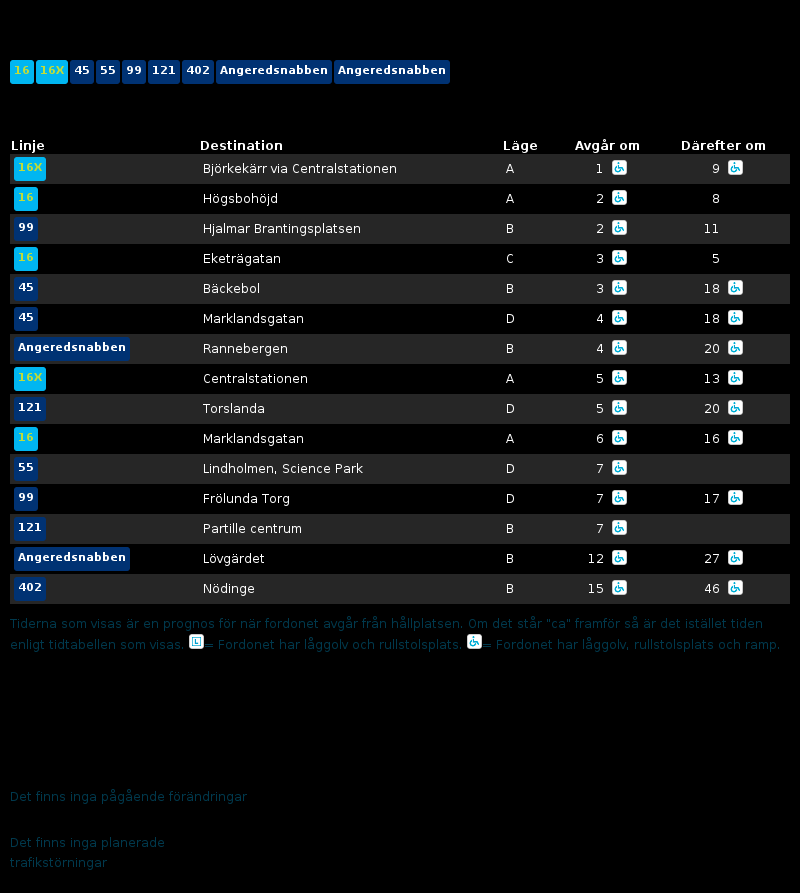 16 16X 45 55 99 121 402 Angeredsnabben Angeredsnabben
Linje Destination Läge Avgår om Därefter om
16X Björkekärr via Centralstationen A 1 9
16 Högsbohöjd A 2 8
99 Hjalmar Brantingsplatsen B 2 11
16 Eketrägatan C 3 5
45 Bäckebol B 3 18
45 Marklandsgatan D 4 18
Angeredsnabben Rannebergen B 4 20
16X Centralstationen A 5 13
121 Torslanda D 5 20
16 Marklandsgatan A 6 16
55 Lindholmen, Science Park D 7
99 Frölunda Torg D 7 17
121 Partille centrum B 7
Angeredsnabben Lövgärdet B 12 27
402 Nödinge B 15 46
Tiderna som visas är en prognos för när fordonet avgår från hållplatsen. Om det står "ca" framför så är det istället tiden
enligt tidtabellen som visas. L = Fordonet har låggolv och rullstolsplats. = Fordonet har låggolv, rullstolsplats och ramp.
Det finns inga pågående förändringar
Det finns inga planerade
trafikstörningar